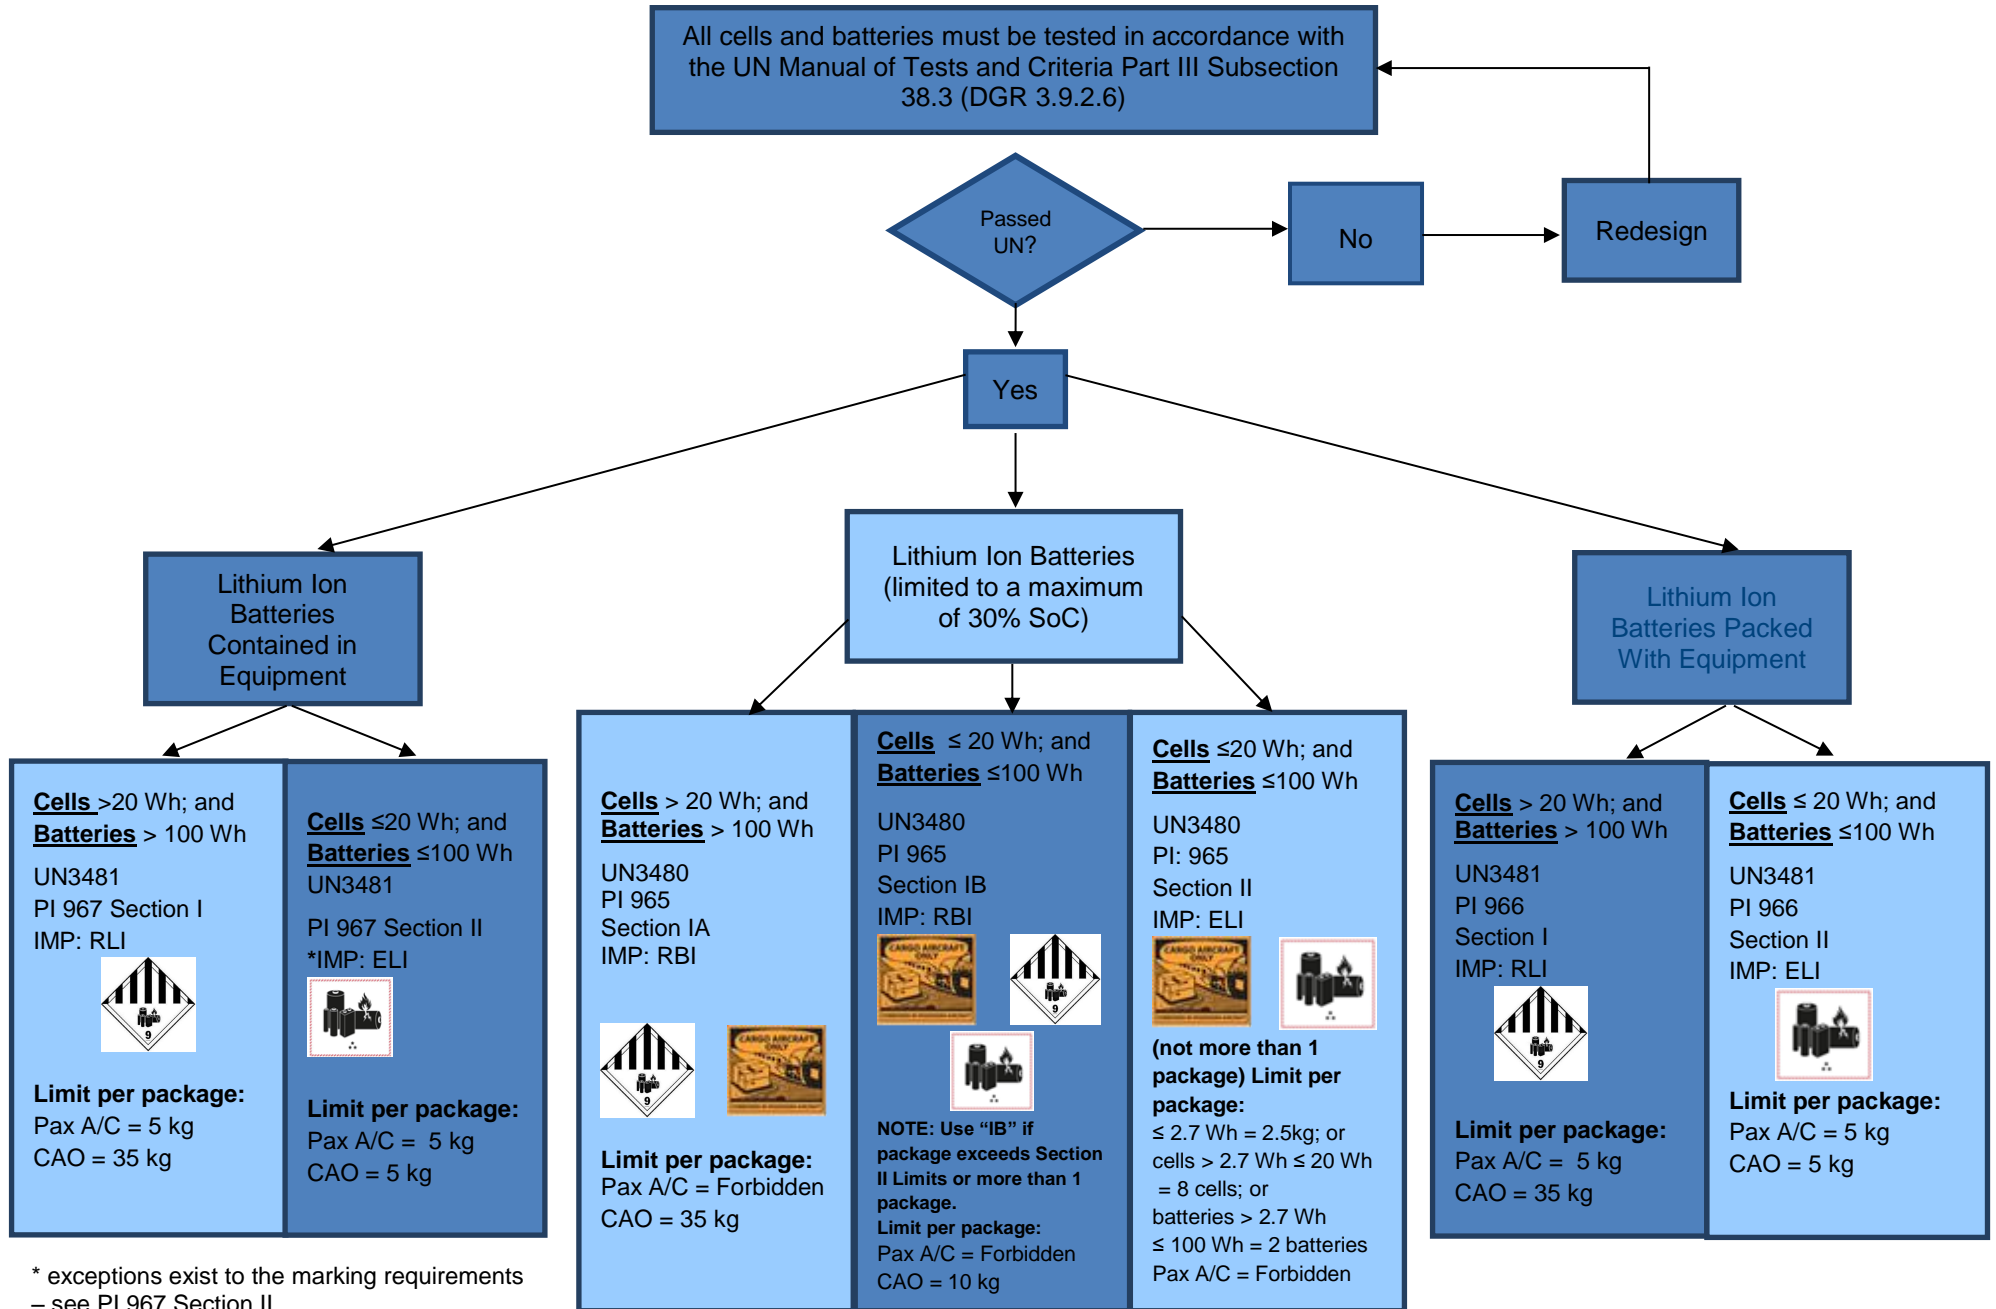 All cells and batteries must be tested in accordance with
the UN Manual of Tests and Criteria Part III Subsection
38.3 (DGR 3.9.2.6)
Passed
UN?
No
Redesign
Yes
Lithium Ion
Batteries
Contained in
Equipment
Lithium Ion Batteries
(limited to a maximum
of 30% SoC)
Lithium Ion
Batteries Packed
With Equipment
Cells >20 Wh; and
Batteries > 100 Wh
UN3481
PI 967 Section I
IMP: RLI
9
Limit per package:
Pax A/C = 5 kg
CAO = 35 kg
Cells ≤20 Wh; and
Batteries ≤100 Wh
UN3481
PI 967 Section II
*IMP: ELI
Limit per package:
Pax A/C =  5 kg
CAO = 5 kg
Cells > 20 Wh; and
Batteries > 100 Wh
UN3480
PI 965
Section IA
IMP: RBI
9
CARGO AIRCRAFT
ONLY
Limit per package:
Pax A/C = Forbidden
CAO = 35 kg
Cells  ≤ 20 Wh; and
Batteries ≤100 Wh
UN3480
PI 965
Section IB
IMP: RBI
CARGO AIRCRAFT
ONLY
9
NOTE: Use “IB” if
package exceeds Section
II Limits or more than 1
package.
Limit per package:
Pax A/C = Forbidden
CAO = 10 kg
Cells ≤20 Wh; and
Batteries ≤100 Wh
UN3480
PI: 965
Section II
IMP: ELI
CARGO AIRCRAFT
ONLY
(not more than 1
package) Limit per
package:
≤ 2.7 Wh = 2.5kg; or
cells > 2.7 Wh ≤ 20 Wh
= 8 cells; or
batteries > 2.7 Wh
≤ 100 Wh = 2 batteries
Pax A/C = Forbidden
Cells > 20 Wh; and
Batteries > 100 Wh
UN3481
PI 966
Section I
IMP: RLI
9
Limit per package:
Pax A/C =  5 kg
CAO = 35 kg
Cells ≤ 20 Wh; and
Batteries ≤100 Wh
UN3481
PI 966
Section II
IMP: ELI
Limit per package:
Pax A/C = 5 kg
CAO = 5 kg
* exceptions exist to the marking requirements
– see PI 967 Section II